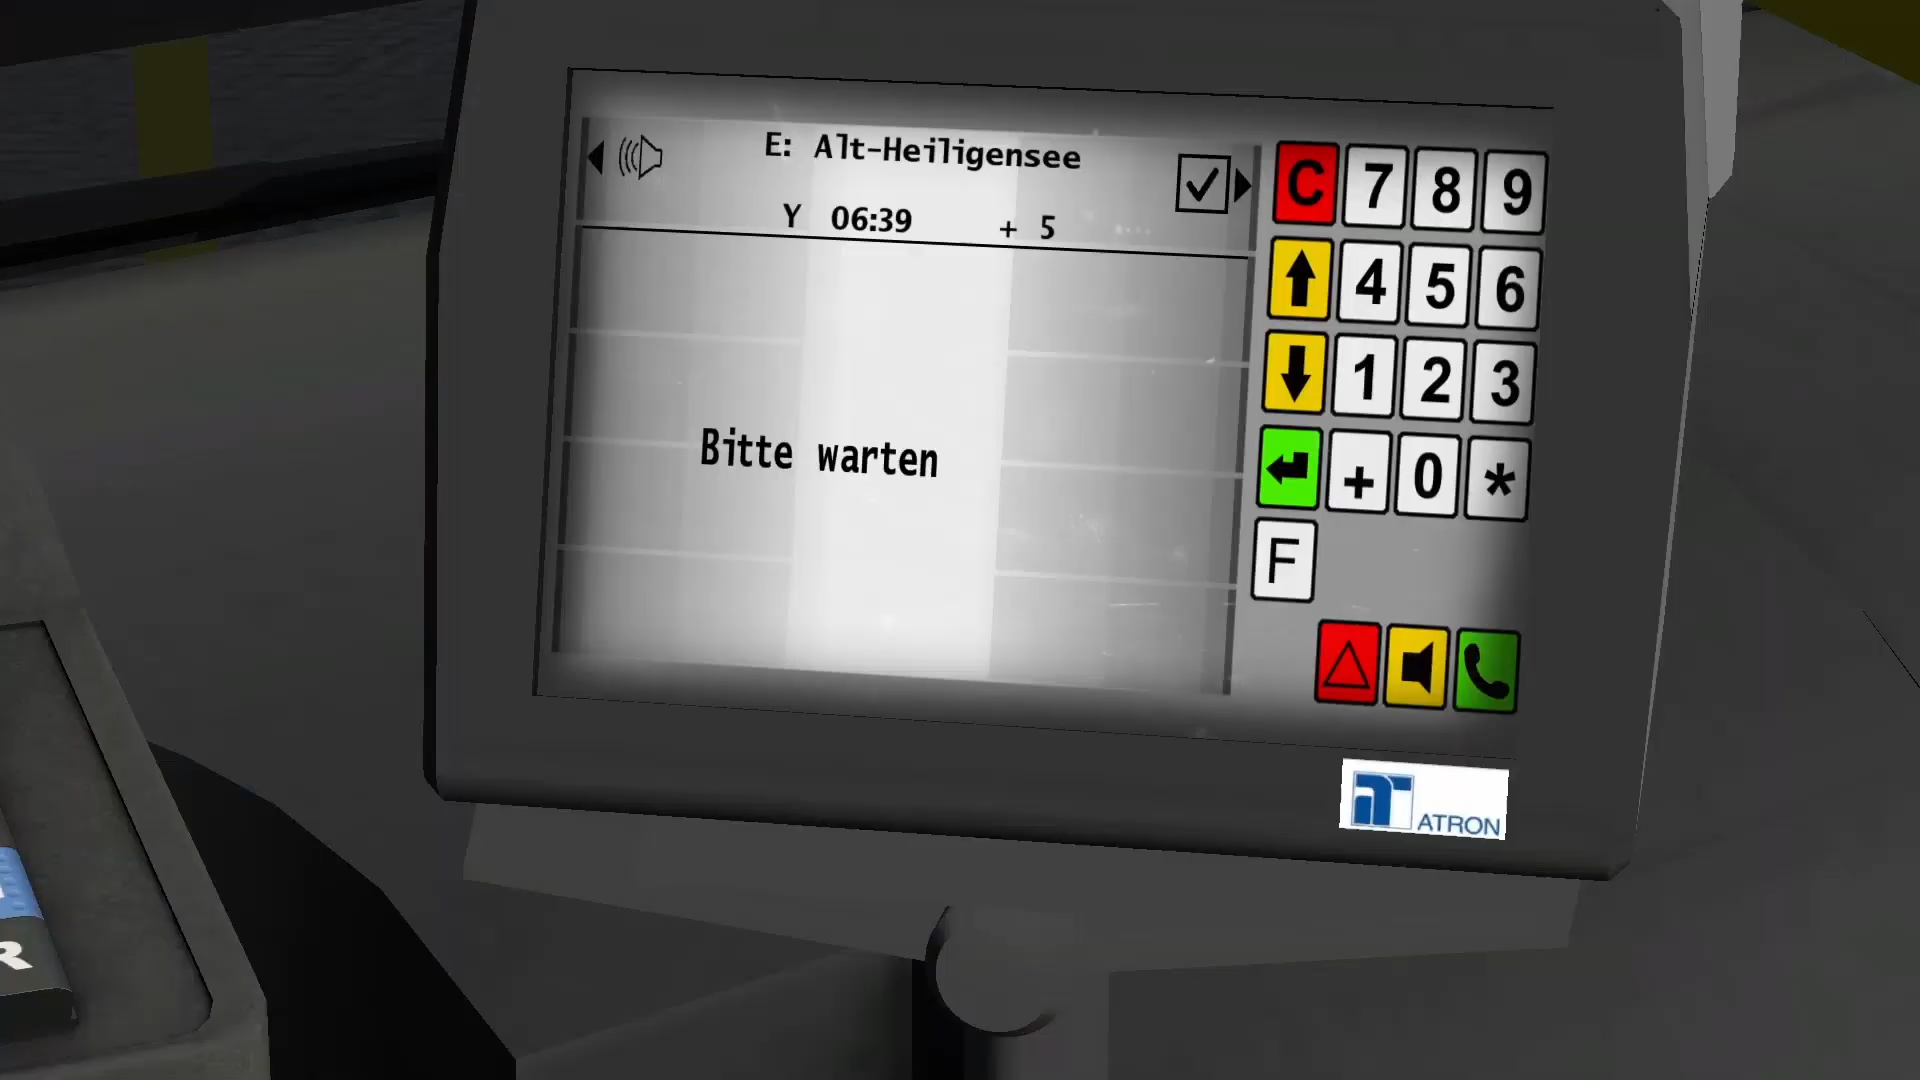 E: Alt-Heiligensee
Y 06:39 + 5
Bitte warten
C 7 8 9
4 5 6
1 2 3
+ 0 *
F
ATRON
R